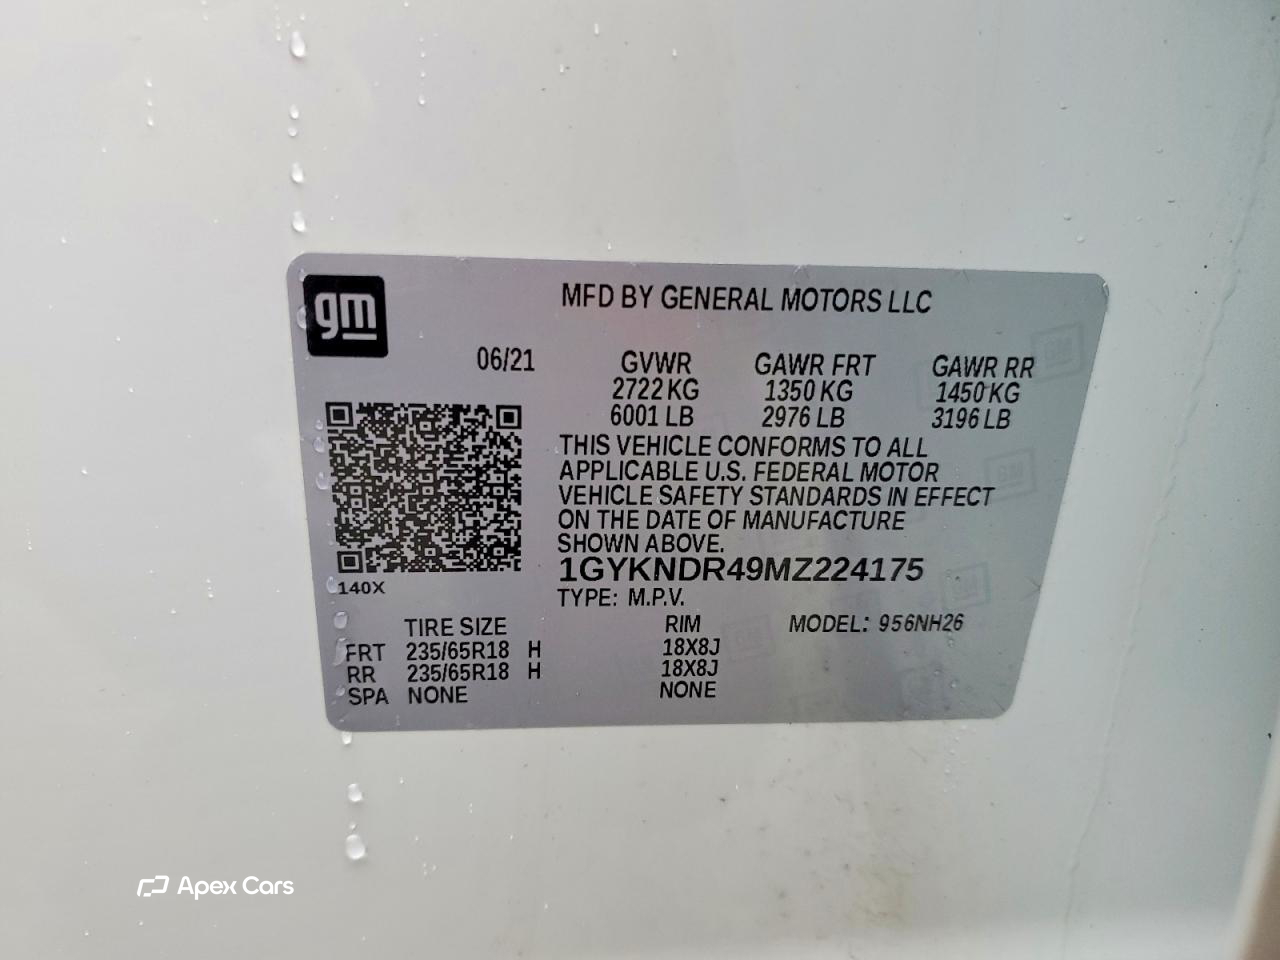 gm
MFD BY GENERAL MOTORS LLC
06/21 GVWR GAWR FRT GAWR RR
2722 KG 1350 KG 1450 KG
6001 LB 2976 LB 3196 LB
THIS VEHICLE CONFORMS TO ALL
APPLICABLE U.S. FEDERAL MOTOR
VEHICLE SAFETY STANDARDS IN EFFECT
ON THE DATE OF MANUFACTURE
SHOWN ABOVE.
1GYKNDR49MZ224175
140X
TYPE: M.P.V.
TIRE SIZE RIM MODEL: 956NH26
FRT 235/65R18 H 18X8J
RR 235/65R18 H 18X8J
SPA NONE NONE
Apex Cars